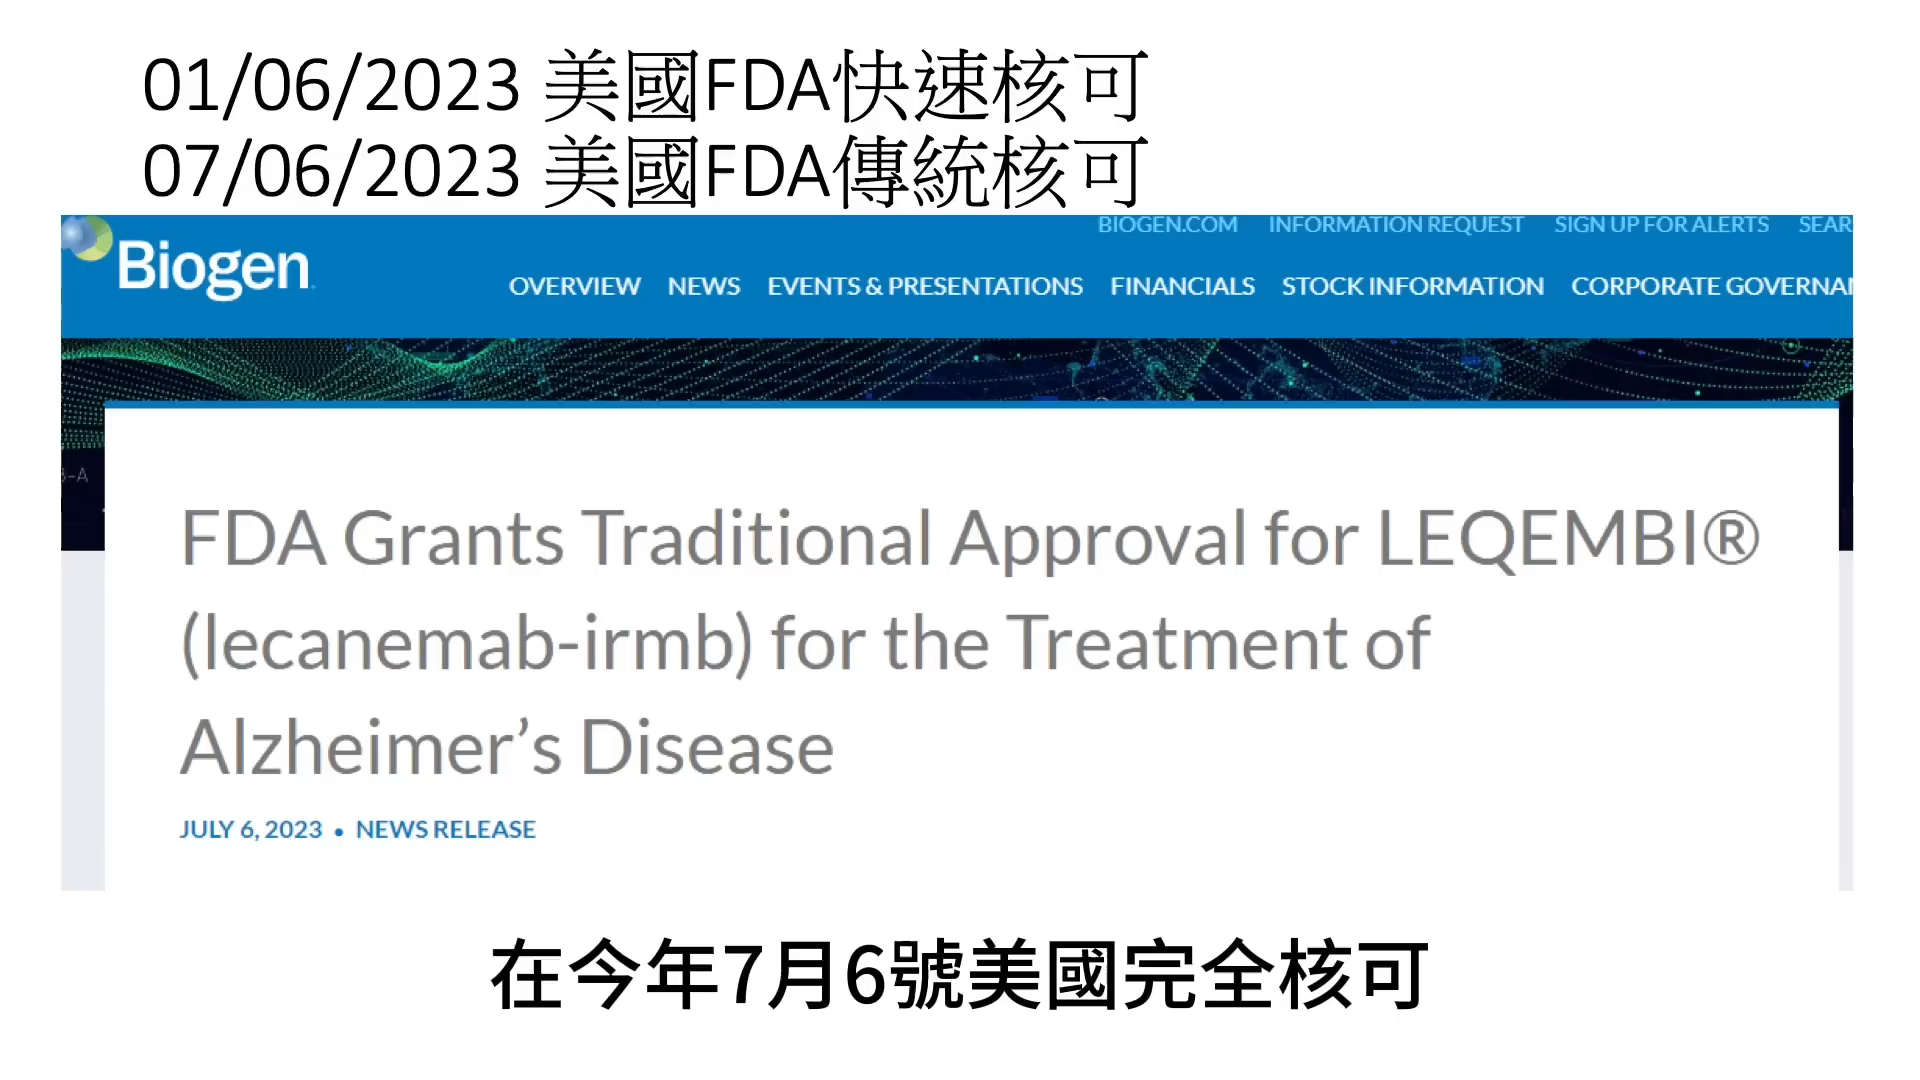 01/06/2023 美國FDA快速核可
07/06/2023 美國FDA傳統核可
BIOGEN.COM INFORMATION REQUEST SIGN UP FOR ALERTS SEAR
Biogen
OVERVIEW NEWS EVENTS & PRESENTATIONS FINANCIALS STOCK INFORMATION CORPORATE GOVERNAN
FDA Grants Traditional Approval for LEQEMBI®
(lecanemab-irmb) for the Treatment of
Alzheimer’s Disease
JULY 6, 2023 • NEWS RELEASE
在今年7月6號美國完全核可